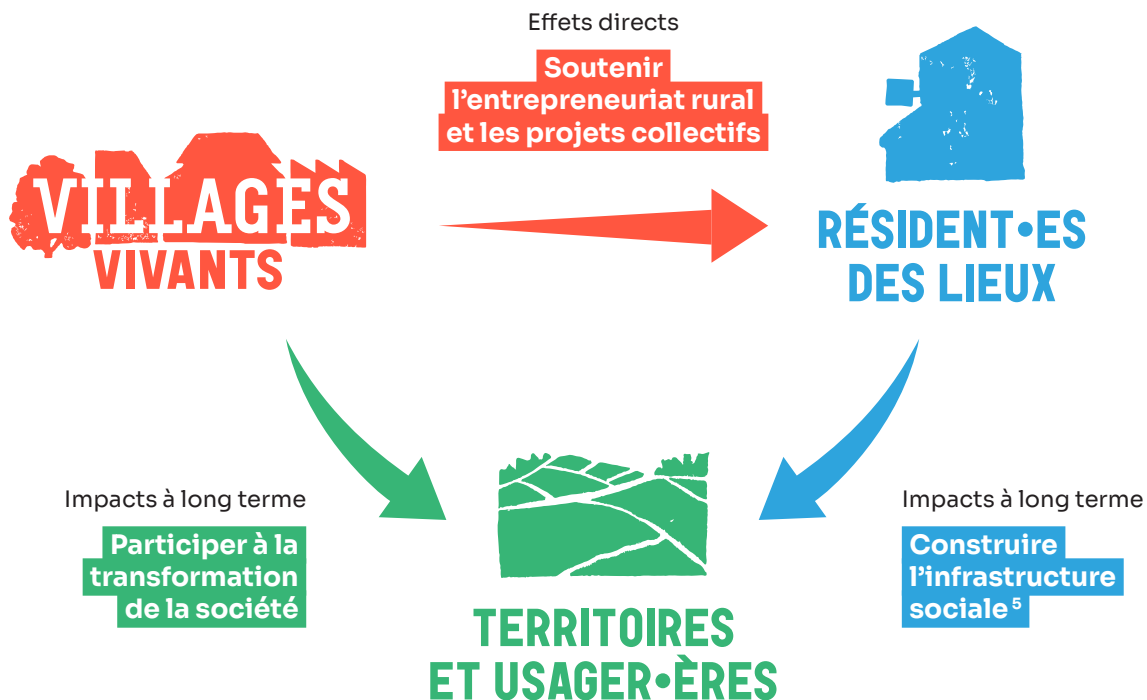 Effets directs
Soutenir
l’entrepreneuriat rural
et les projets collectifs
VILLAGES
VIVANTS
RÉSIDENT•ES
DES LIEUX
Impacts à long terme
Participer à la
transformation
de la société
Impacts à long terme
Construire
l’infrastructure
sociale ⁵
TERRITOIRES
ET USAGER•ÈRES